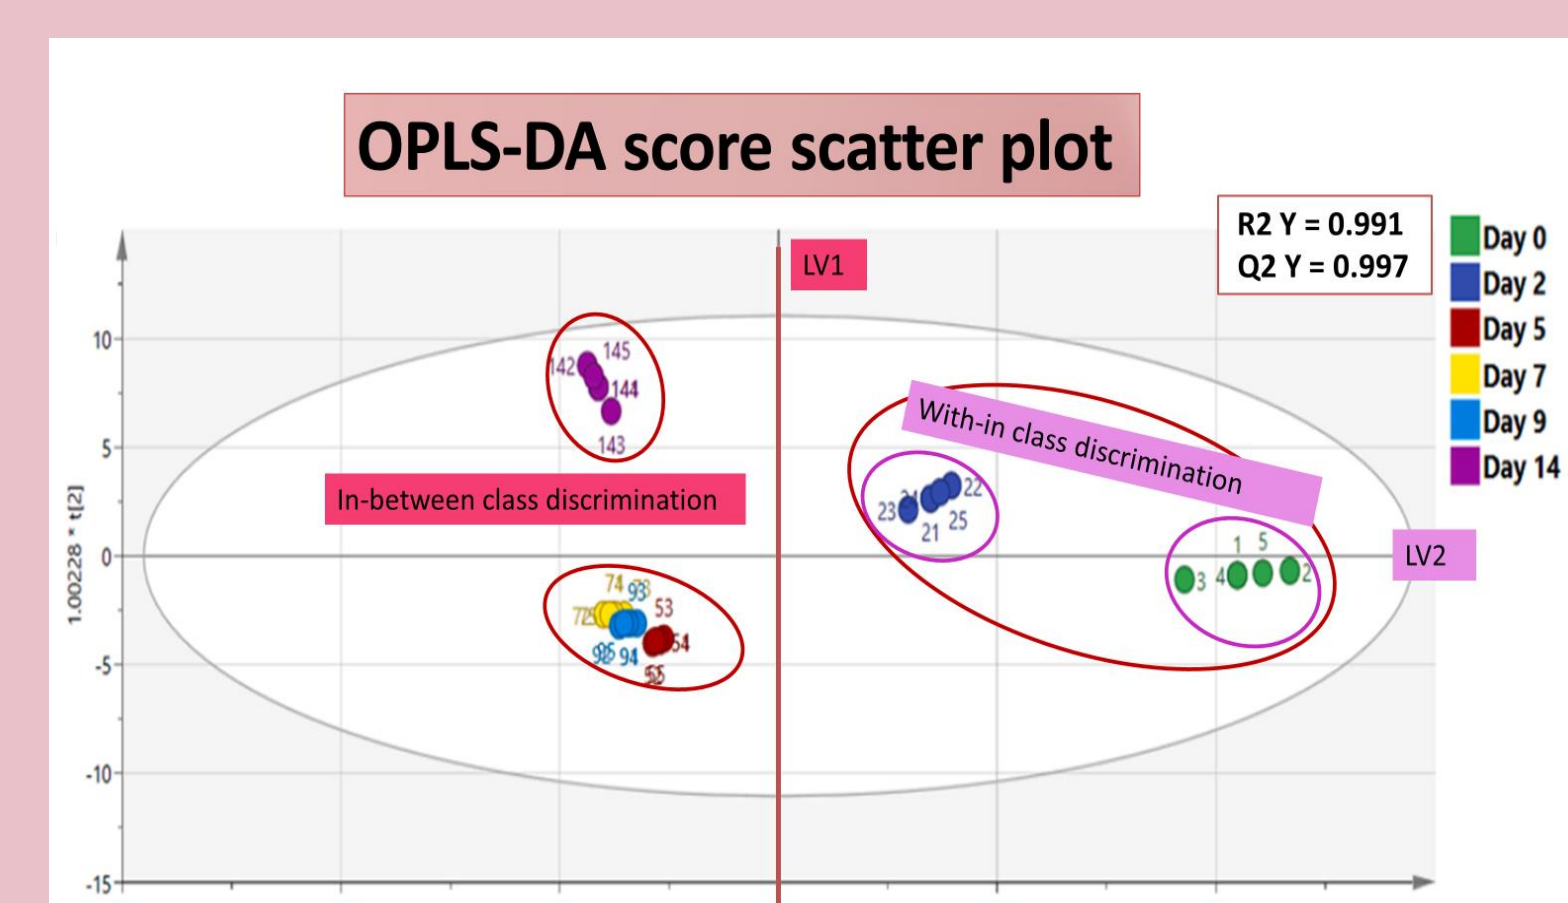 OPLS-DA score scatter plot
R2 Y = 0.991
Q2 Y = 0.997
Day 0
Day 2
Day 5
Day 7
Day 9
Day 14
LV1
10
5
0
-5
-10
-15
1.00228 * t[2]
142
145
144
143
With-in class discrimination
In-between class discrimination
22
23
21
25
1
5
3
4
2
LV2
74
93
53
94
54